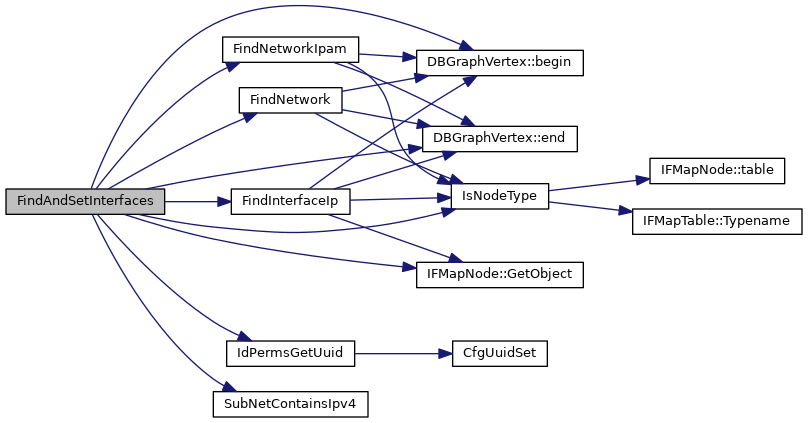 FindNetworkIpam
DBGraphVertex::begin
FindNetwork
DBGraphVertex::end
IFMapNode::table
FindAndSetInterfaces
FindInterfaceIp
IsNodeType
IFMapTable::Typename
IFMapNode::GetObject
IdPermsGetUuid
CfgUuidSet
SubNetContainsIpv4